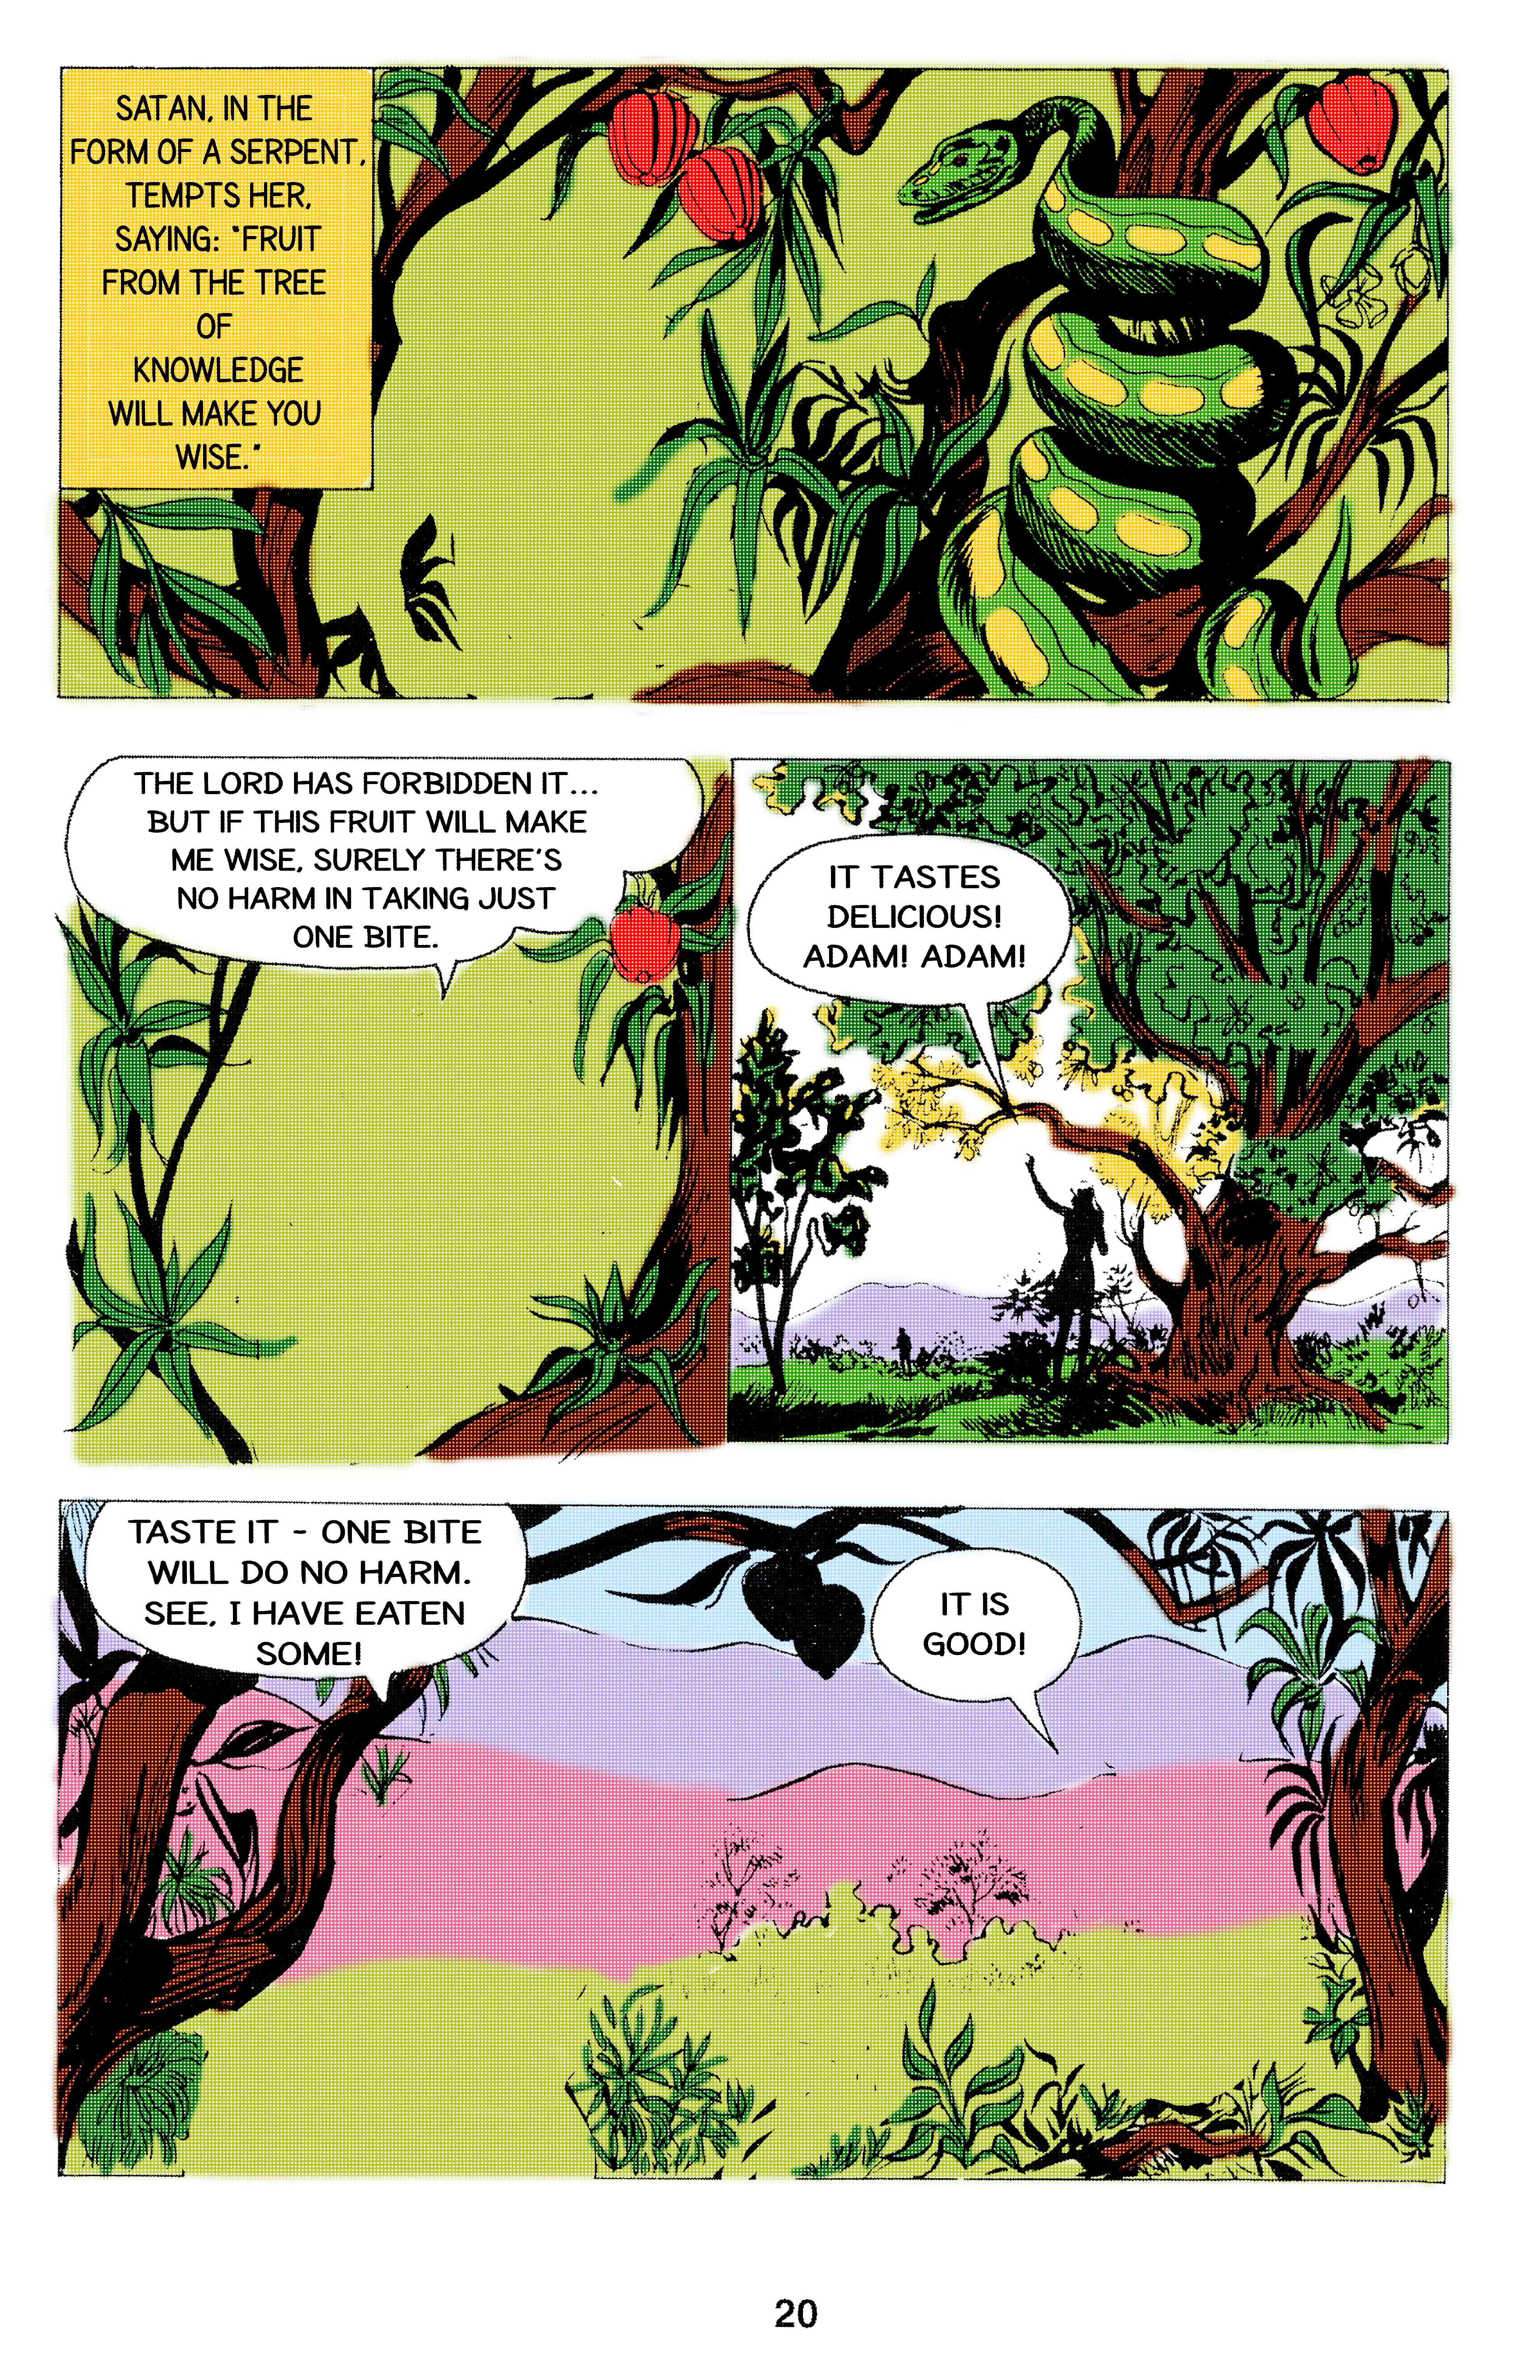 SATAN, IN THE
FORM OF A SERPENT,
TEMPTS HER,
SAYING: "FRUIT
FROM THE TREE
OF
KNOWLEDGE
WILL MAKE YOU
WISE."
THE LORD HAS FORBIDDEN IT...
BUT IF THIS FRUIT WILL MAKE
ME WISE, SURELY THERE'S
NO HARM IN TAKING JUST
ONE BITE.
IT TASTES
DELICIOUS!
ADAM! ADAM!
TASTE IT - ONE BITE
WILL DO NO HARM.
SEE, I HAVE EATEN
SOME!
IT IS
GOOD!
20